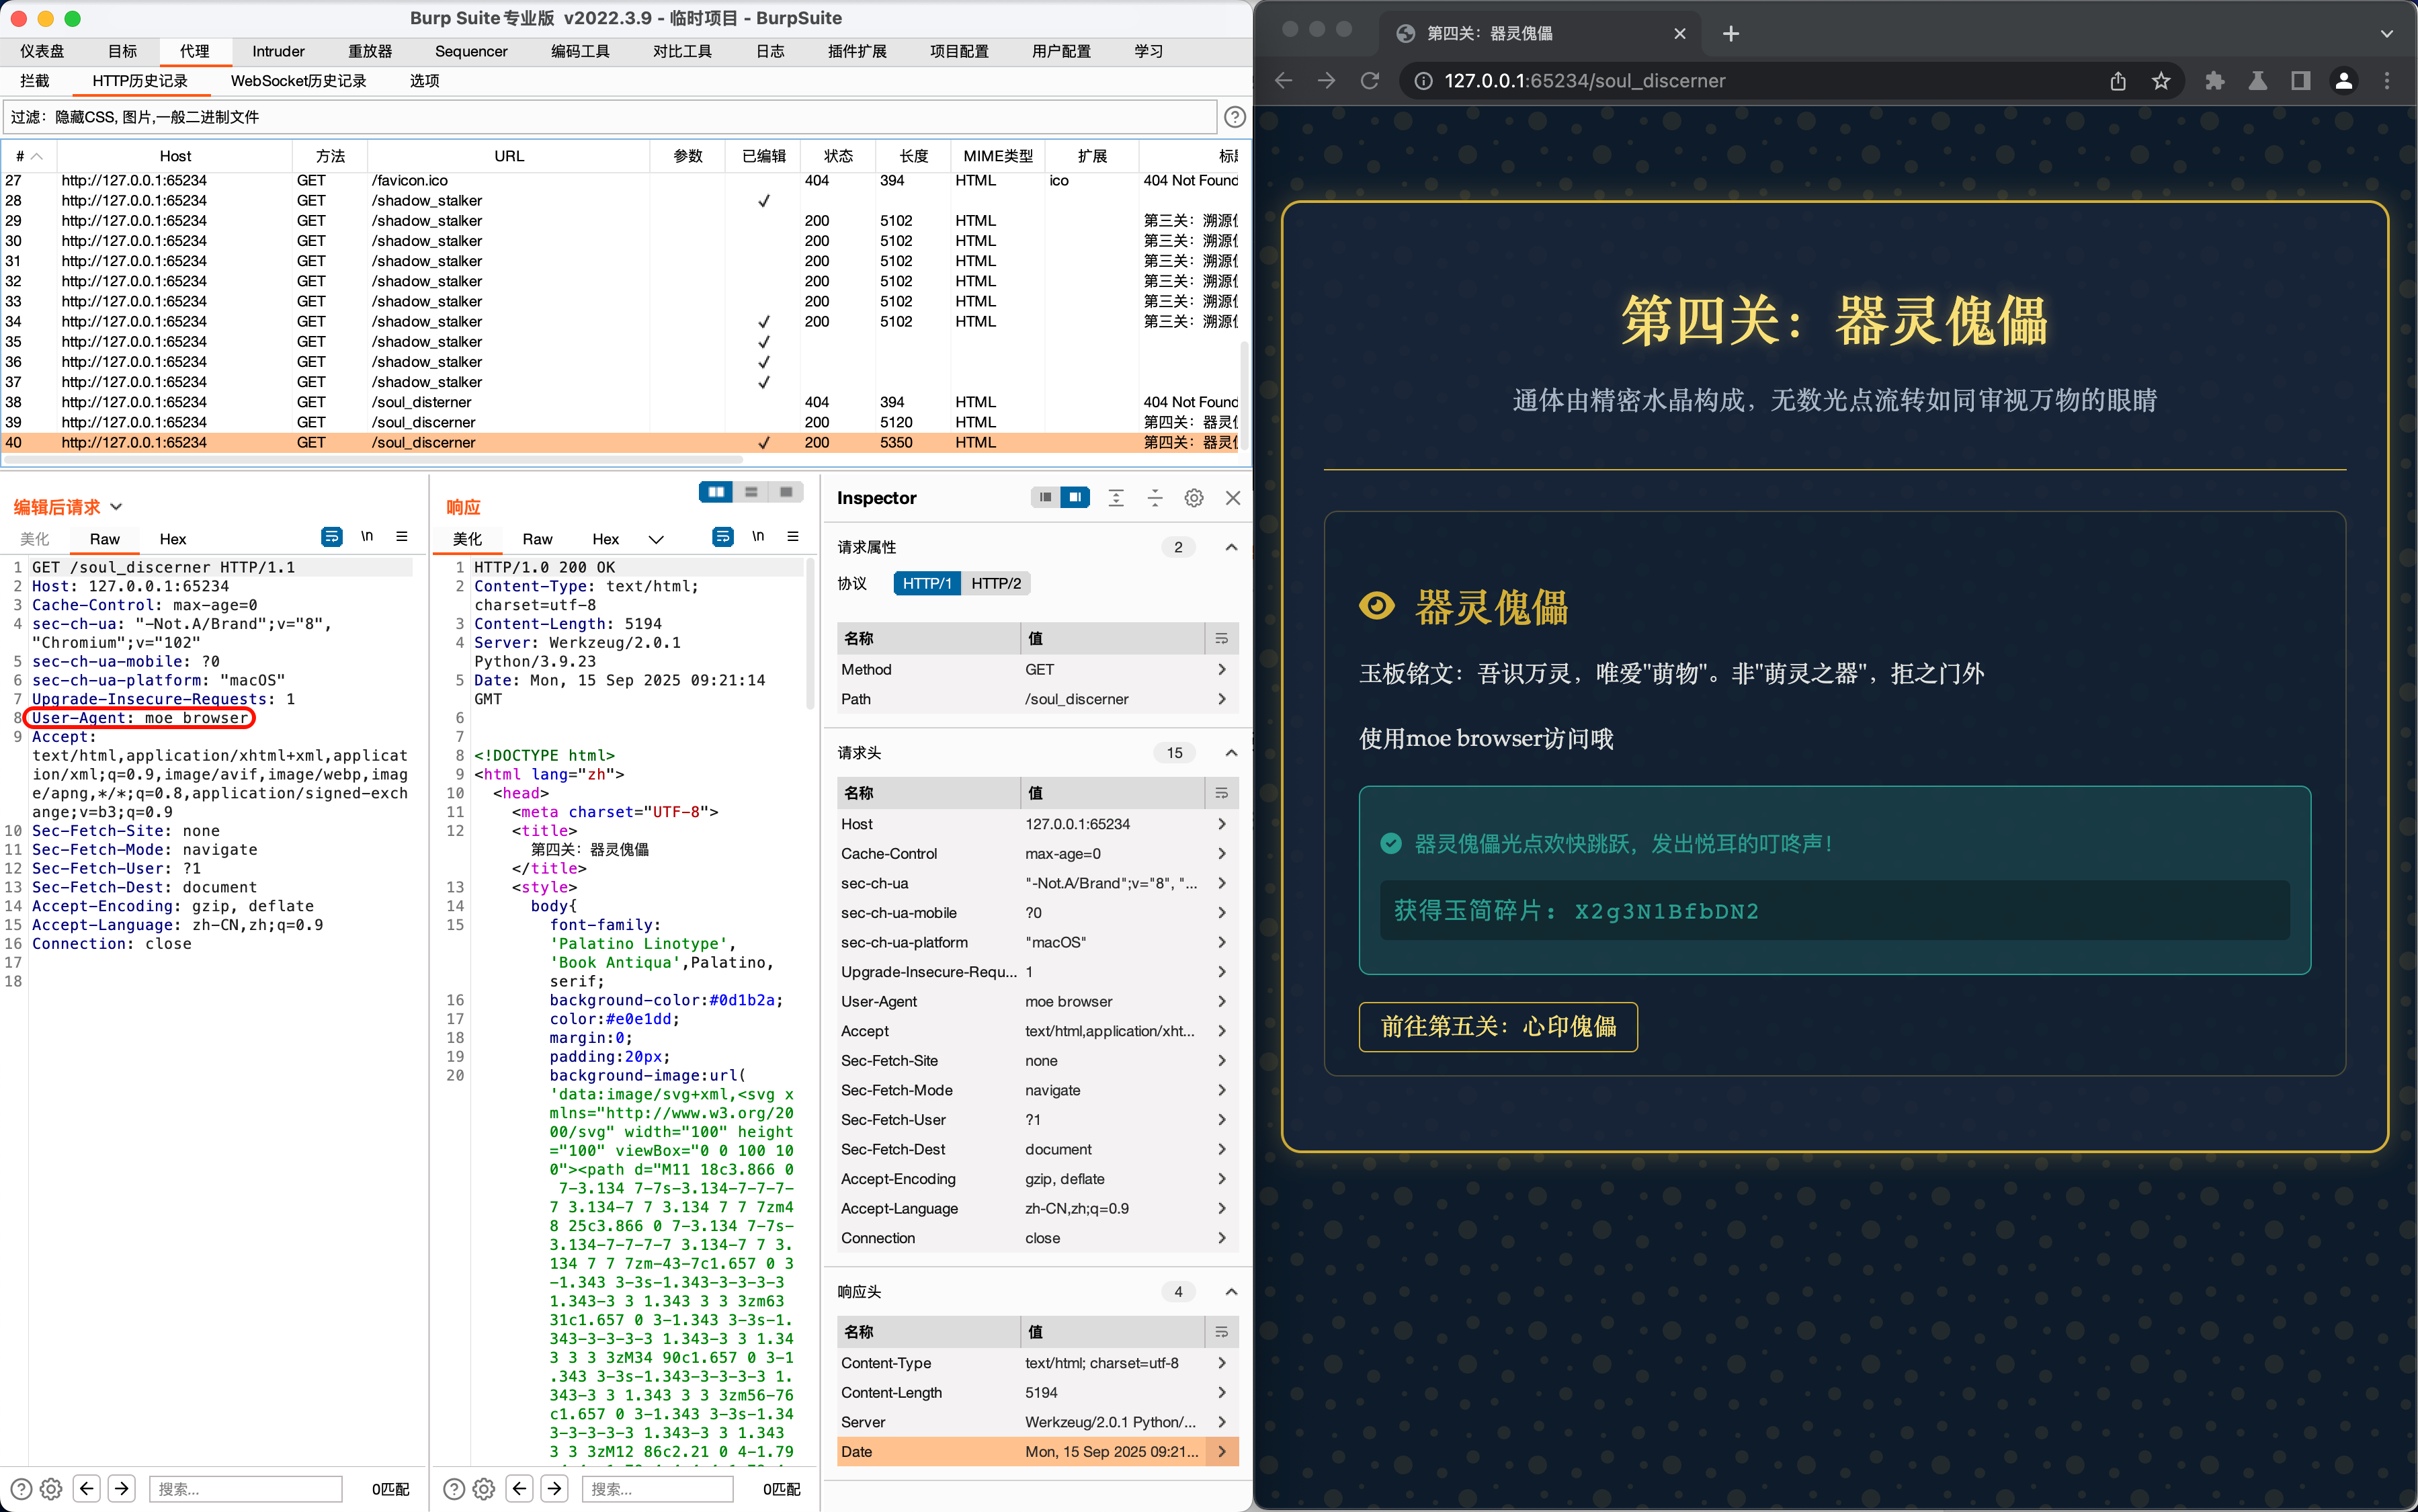 Burp Suite专业版 v2022.3.9 - 临时项目 - BurpSuite
仪表盘 目标 代理 Intruder 重放器 Sequencer 编码工具 对比工具 日志 插件扩展 项目配置 用户配置 学习
拦截 HTTP历史记录 WebSocket历史记录 选项
过滤：隐藏CSS, 图片,一般二进制文件
# Host 方法 URL 参数 已编辑 状态 长度 MIME类型 扩展
27 http://127.0.0.1:65234 GET /favicon.ico 404 394 HTML ico 404 Not Found
28 http://127.0.0.1:65234 GET /shadow_stalker ✓
29 http://127.0.0.1:65234 GET /shadow_stalker 200 5102 HTML 第三关：溯源
30 http://127.0.0.1:65234 GET /shadow_stalker 200 5102 HTML 第三关：溯源
31 http://127.0.0.1:65234 GET /shadow_stalker 200 5102 HTML 第三关：溯源
32 http://127.0.0.1:65234 GET /shadow_stalker 200 5102 HTML 第三关：溯源
33 http://127.0.0.1:65234 GET /shadow_stalker 200 5102 HTML 第三关：溯源
34 http://127.0.0.1:65234 GET /shadow_stalker ✓ 200 5102 HTML 第三关：溯源
35 http://127.0.0.1:65234 GET /shadow_stalker ✓
36 http://127.0.0.1:65234 GET /shadow_stalker ✓
37 http://127.0.0.1:65234 GET /shadow_stalker ✓
38 http://127.0.0.1:65234 GET /soul_disterner 404 394 HTML 404 Not Found
39 http://127.0.0.1:65234 GET /soul_discerner 200 5120 HTML 第四关：器灵
40 http://127.0.0.1:65234 GET /soul_discerner ✓ 200 5350 HTML 第四关：器灵
编辑后请求
美化 Raw Hex \n
1 GET /soul_discerner HTTP/1.1
2 Host: 127.0.0.1:65234
3 Cache-Control: max-age=0
4 sec-ch-ua: "-Not.A/Brand";v="8",
"Chromium";v="102"
5 sec-ch-ua-mobile: ?0
6 sec-ch-ua-platform: "macOS"
7 Upgrade-Insecure-Requests: 1
8 User-Agent: moe browser
9 Accept:
text/html,application/xhtml+xml,applicat
ion/xml;q=0.9,image/avif,image/webp,imag
e/apng,*/*;q=0.8,application/signed-exch
ange;v=b3;q=0.9
10 Sec-Fetch-Site: none
11 Sec-Fetch-Mode: navigate
12 Sec-Fetch-User: ?1
13 Sec-Fetch-Dest: document
14 Accept-Encoding: gzip, deflate
15 Accept-Language: zh-CN,zh;q=0.9
16 Connection: close
17
18
搜索... 0匹配
响应
美化 Raw Hex \n
1 HTTP/1.0 200 OK
2 Content-Type: text/html;
charset=utf-8
3 Content-Length: 5194
4 Server: Werkzeug/2.0.1
Python/3.9.23
5 Date: Mon, 15 Sep 2025 09:21:14
GMT
6
7
8 <!DOCTYPE html>
9 <html lang="zh">
10 <head>
11 <meta charset="UTF-8">
12 <title>
第四关：器灵傀儡
</title>
13 <style>
14 body{
15 font-family:
'Palatino Linotype',
'Book Antiqua',Palatino,
serif;
16 background-color:#0d1b2a;
17 color:#e0e1dd;
18 margin:0;
19 padding:20px;
20 background-image:url(
'data:image/svg+xml,<svg x
mlns="http://www.w3.org/20
00/svg" width="100" height
="100" viewBox="0 0 100 10
0"><path d="M11 18c3.866 0
7-3.134 7-7s-3.134-7-7-7-
7 3.134-7 7 3.134 7 7 7zm4
8 25c3.866 0 7-3.134 7-7s-
3.134-7-7-7-7 3.134-7 7 3.
134 7 7 7zm-43-7c1.657 0 3
-1.343 3-3s-1.343-3-3-3-3
1.343-3 3 1.343 3 3 3zm63
31c1.657 0 3-1.343 3-3s-1.
343-3-3-3-3 1.343-3 3 1.34
3 3 3 3zM34 90c1.657 0 3-1
.343 3-3s-1.343-3-3-3-3 1.
343-3 3 1.343 3 3 3zm56-76
c1.657 0 3-1.343 3-3s-1.34
3-3-3-3-3 1.343-3 3 1.343
3 3 3zM12 86c2.21 0 4-1.79
搜索... 0匹配
Inspector
请求属性 2
协议 HTTP/1 HTTP/2
名称 值
Method GET
Path /soul_discerner
请求头 15
名称 值
Host 127.0.0.1:65234
Cache-Control max-age=0
sec-ch-ua "-Not.A/Brand";v="8", "...
sec-ch-ua-mobile ?0
sec-ch-ua-platform "macOS"
Upgrade-Insecure-Requ... 1
User-Agent moe browser
Accept text/html,application/xht...
Sec-Fetch-Site none
Sec-Fetch-Mode navigate
Sec-Fetch-User ?1
Sec-Fetch-Dest document
Accept-Encoding gzip, deflate
Accept-Language zh-CN,zh;q=0.9
Connection close
响应头 4
名称 值
Content-Type text/html; charset=utf-8
Content-Length 5194
Server Werkzeug/2.0.1 Python/...
Date Mon, 15 Sep 2025 09:21...
第四关：器灵傀儡
127.0.0.1:65234/soul_discerner
第四关：器灵傀儡
通体由精密水晶构成，无数光点流转如同审视万物的眼睛
器灵傀儡
玉板铭文：吾识万灵，唯爱"萌物"。非"萌灵之器"，拒之门外
使用moe browser访问哦
器灵傀儡光点欢快跳跃，发出悦耳的叮咚声！
获得玉简碎片：X2g3N1BfbDN2
前往第五关：心印傀儡